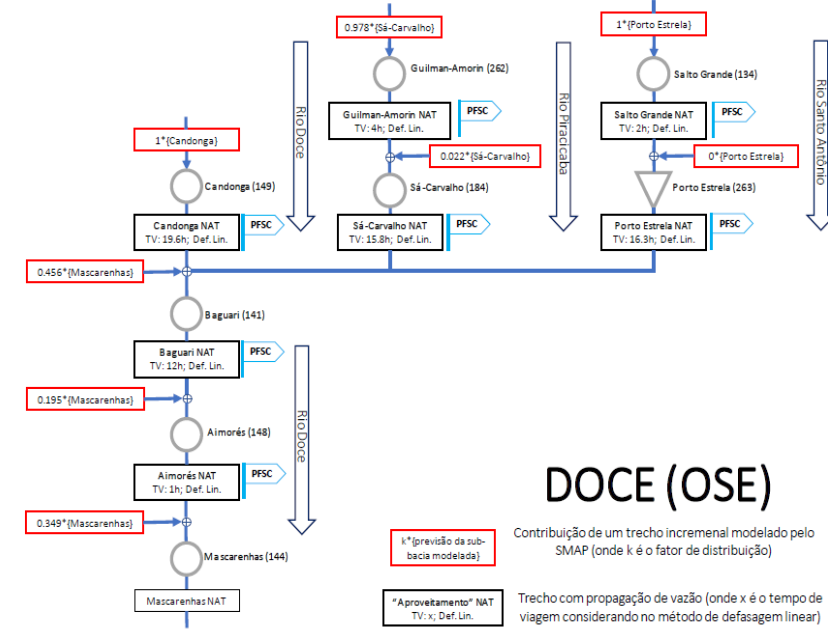 0.978*{Sá-Carvalho}
1*{Porto Estrela}
Guilman-Amorin (262)
Salto Grande (134)
Rio Doce
Guilman-Amorin NAT
TV: 4h; Def. Lin.
PFSC
Rio Piracicaba
Salto Grande NAT
TV: 2h; Def. Lin.
PFSC
Rio Santo Antônio
1*{Candonga}
0.022*{Sá-Carvalho}
0*{Porto Estrela}
Candonga (149)
Sá-Carvalho (184)
Porto Estrela (263)
Candonga NAT
TV: 19.6h; Def. Lin.
PFSC
Sá-Carvalho NAT
TV: 15.8h; Def. Lin.
PFSC
Porto Estrela NAT
TV: 16.3h; Def. Lin.
PFSC
0.456*{Mascarenhas}
Baguari (141)
Baguari NAT
TV: 12h; Def. Lin.
PFSC
0.195*{Mascarenhas}
Rio Doce
Aimorés (148)
Aimorés NAT
TV: 1h; Def. Lin.
PFSC
DOCE (OSE)
0.349*{Mascarenhas}
k*{previsão da sub-
bacia modelada}
Contribuição de um trecho incremenal modelado pelo
SMAP (onde k é o fator de distribuição)
Mascarenhas (144)
Mascarenhas NAT
"Aproveitamento" NAT
TV: x; Def. Lin.
Trecho com propagação de vazão (onde x é o tempo de
viagem considerando no método de defasagem linear)